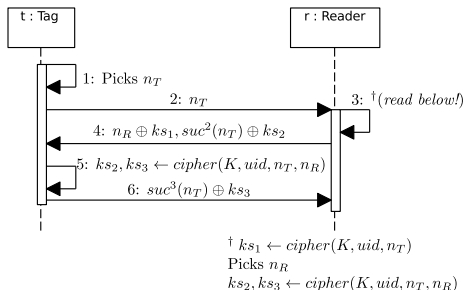 t : Tag
r : Reader
1: Picks n_T
2: n_T
3: †(read below!)
4: n_R ⊕ ks_1, suc^2(n_T) ⊕ ks_2
5: ks_2, ks_3 ← cipher(K, uid, n_T, n_R)
6: suc^3(n_T) ⊕ ks_3
† ks_1 ← cipher(K, uid, n_T)
Picks n_R
ks_2, ks_3 ← cipher(K, uid, n_T, n_R)